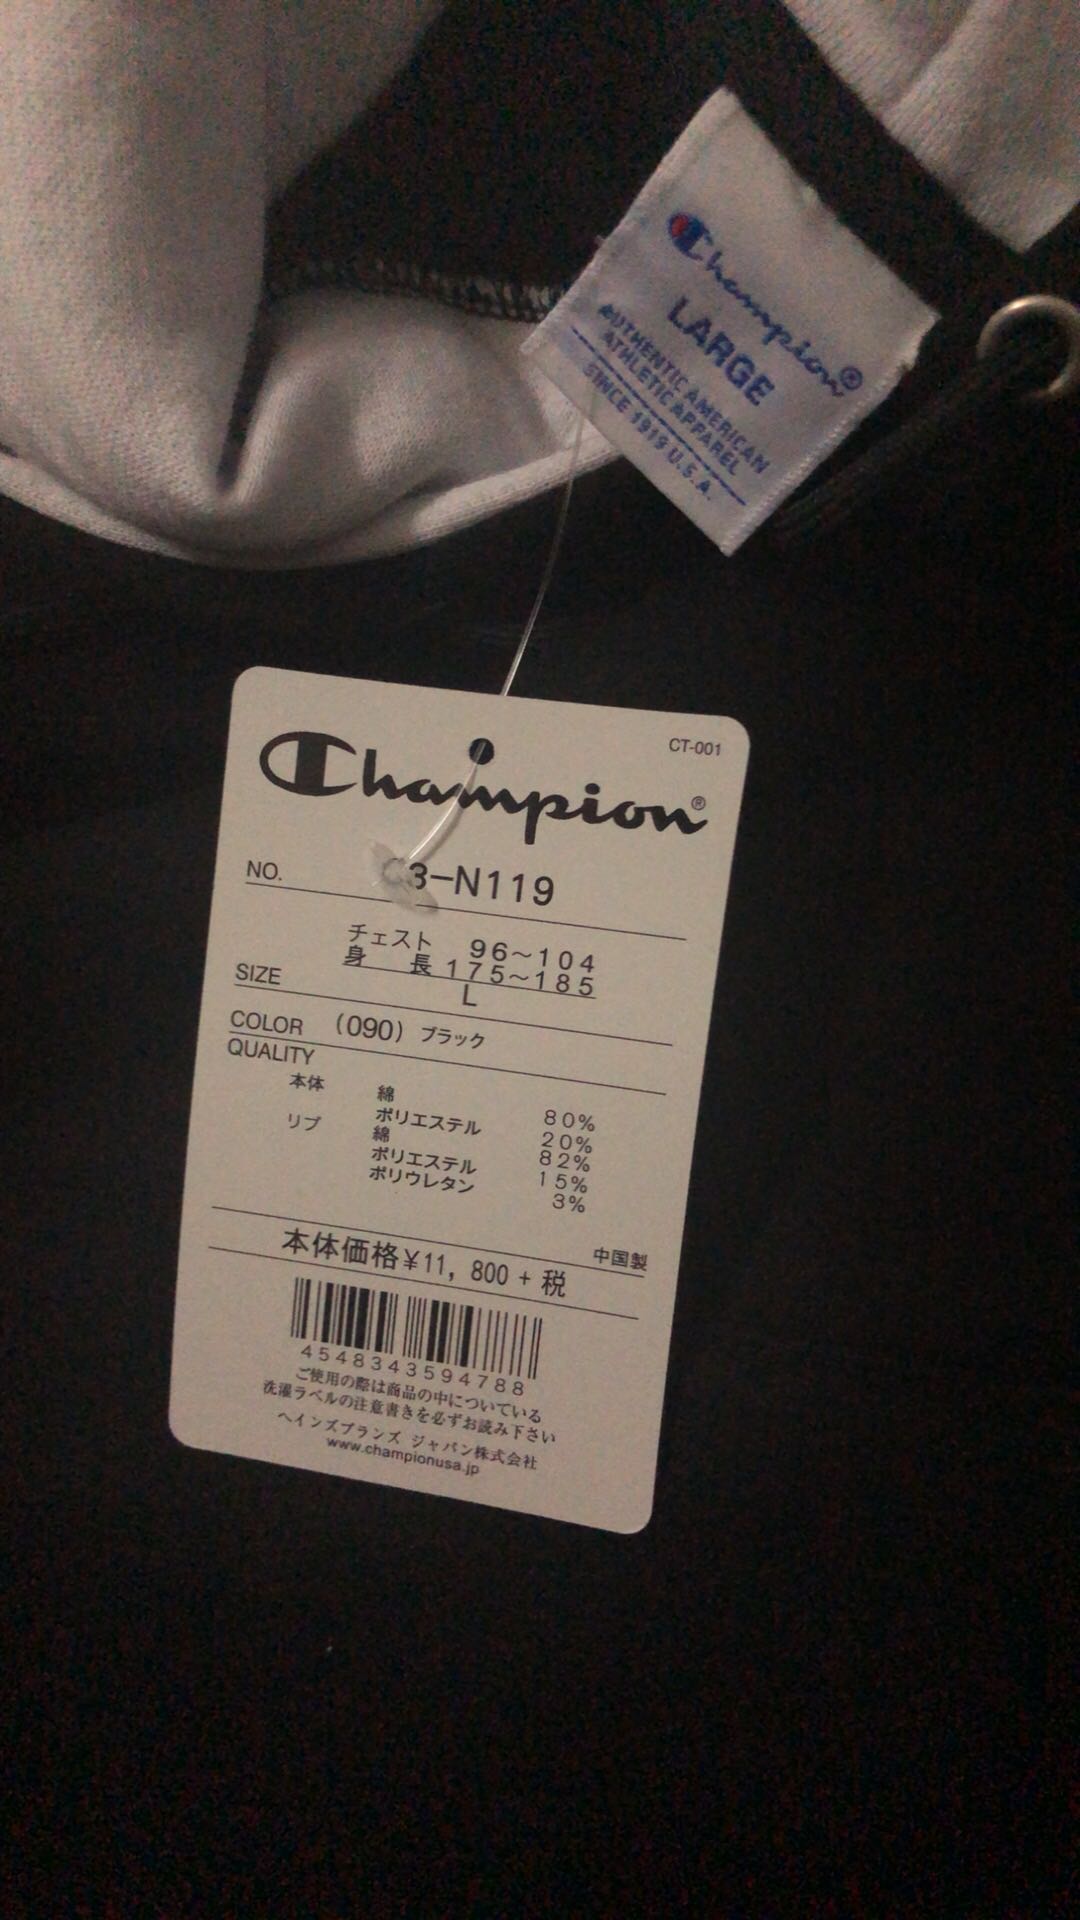 Champion®
LARGE
AUTHENTIC AMERICAN
ATHLETIC APPAREL
SINCE 1919 U.S.A.
CT-001
Champion®
NO. C3-N119
チェスト 96~104
身 長 175~185
SIZE L
COLOR (090) ブラック
QUALITY
本体 綿 80%
ポリエステル 20%
リブ 綿 82%
ポリエステル 15%
ポリウレタン 3%
中国製
本体価格¥11,800+税
4548343594788
ご使用の際は商品の中についている
洗濯ラベルの注意書きを必ずお読み下さい
ヘインズブランズ ジャパン株式会社
www.championusa.jp